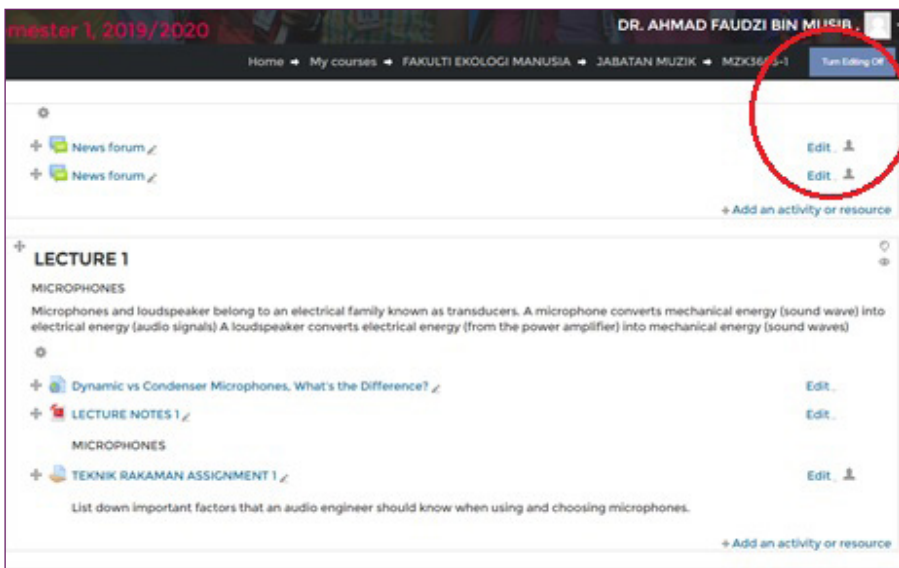 mester 1, 2019/2020
DR. AHMAD FAUDZI BIN MUSIB .
Home → My courses → FAKULTI EKOLOGI MANUSIA → JABATAN MUZIK →
Turn Editing Off
News forum
Edit
News forum
Edit
+ Add an activity or resource
LECTURE 1
MICROPHONES
Microphones and loudspeaker belong to an electrical family known as transducers. A microphone converts mechanical energy (sound wave) into
electrical energy (audio signals) A loudspeaker converts electrical energy (from the power amplifier) into mechanical energy (sound waves)
Dynamic vs Condenser Microphones, What's the Difference?
Edit
LECTURE NOTES 1
Edit
MICROPHONES
TEKNIK RAKAMAN ASSIGNMENT 1
Edit
List down important factors that an audio engineer should know when using and choosing microphones.
+ Add an activity or resource